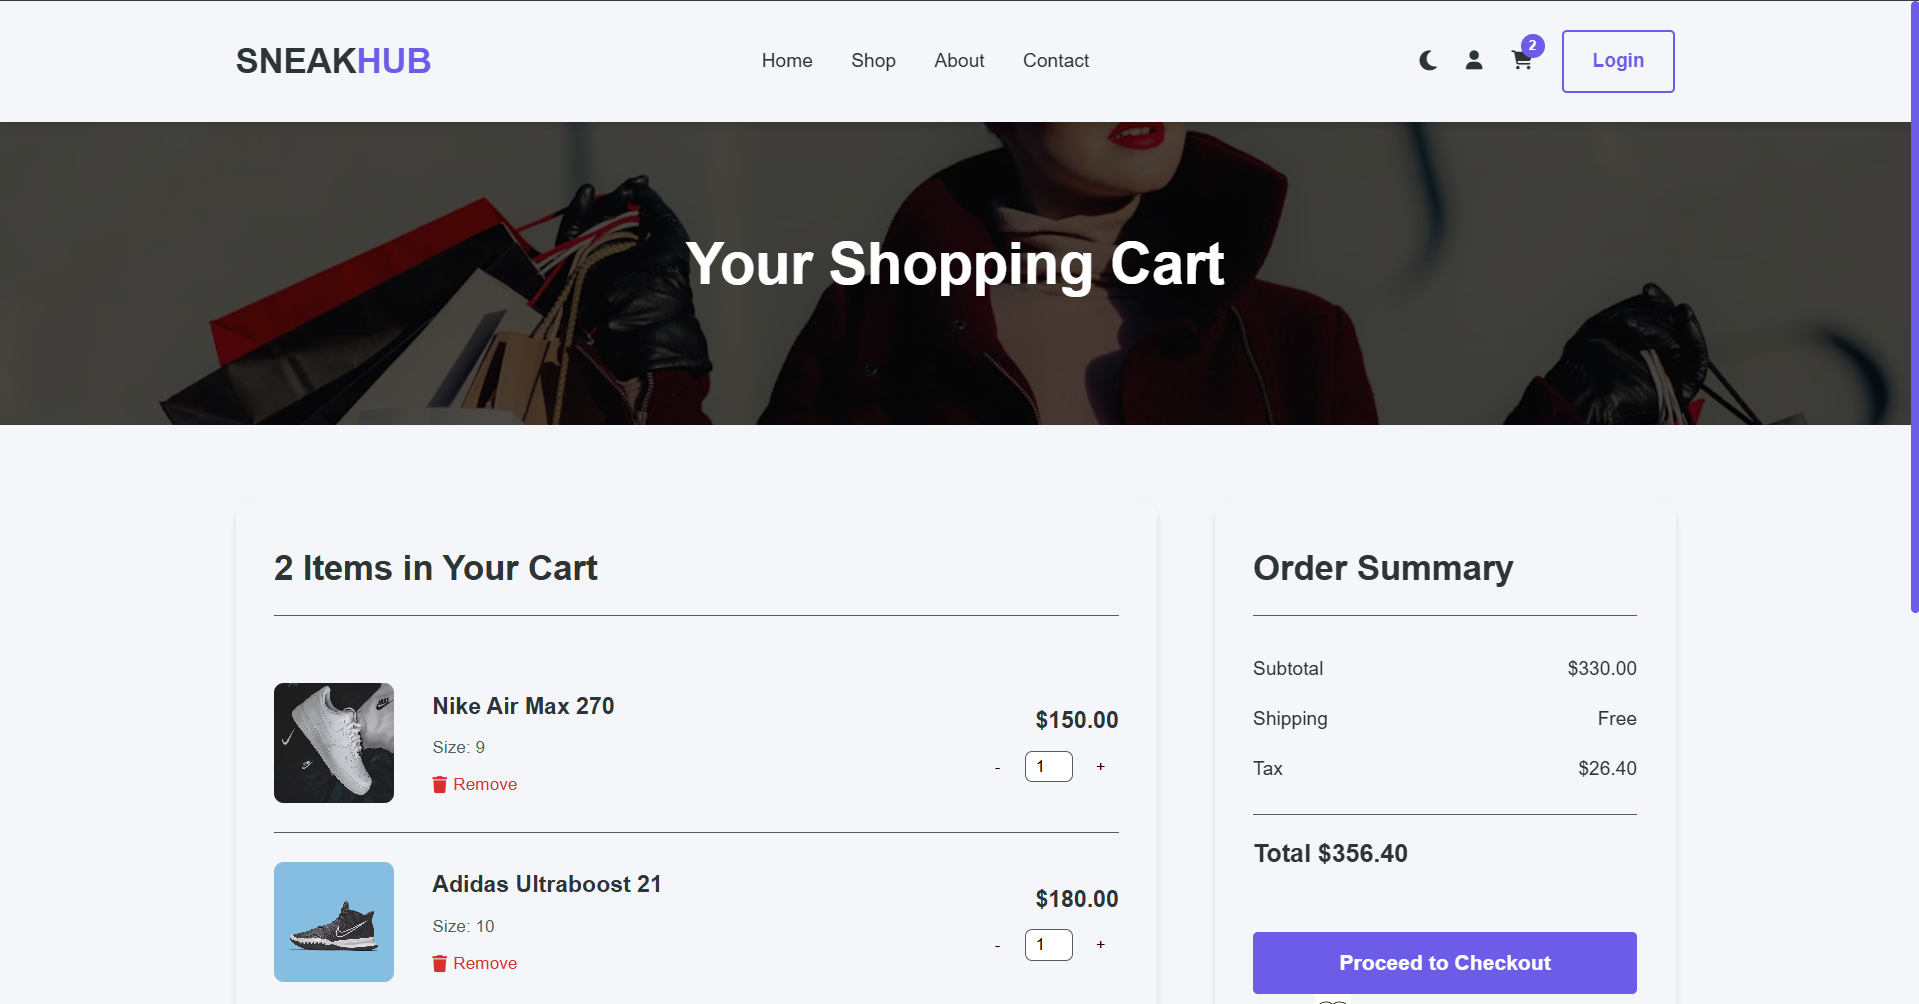 SNEAKHUB
Home
Shop
About
Contact
2
Login
Your Shopping Cart
2 Items in Your Cart
Nike Air Max 270
Size: 9
Remove
$150.00
- 1 +
Adidas Ultraboost 21
Size: 10
Remove
$180.00
- 1 +
Order Summary
Subtotal $330.00
Shipping Free
Tax $26.40
Total $356.40
Proceed to Checkout